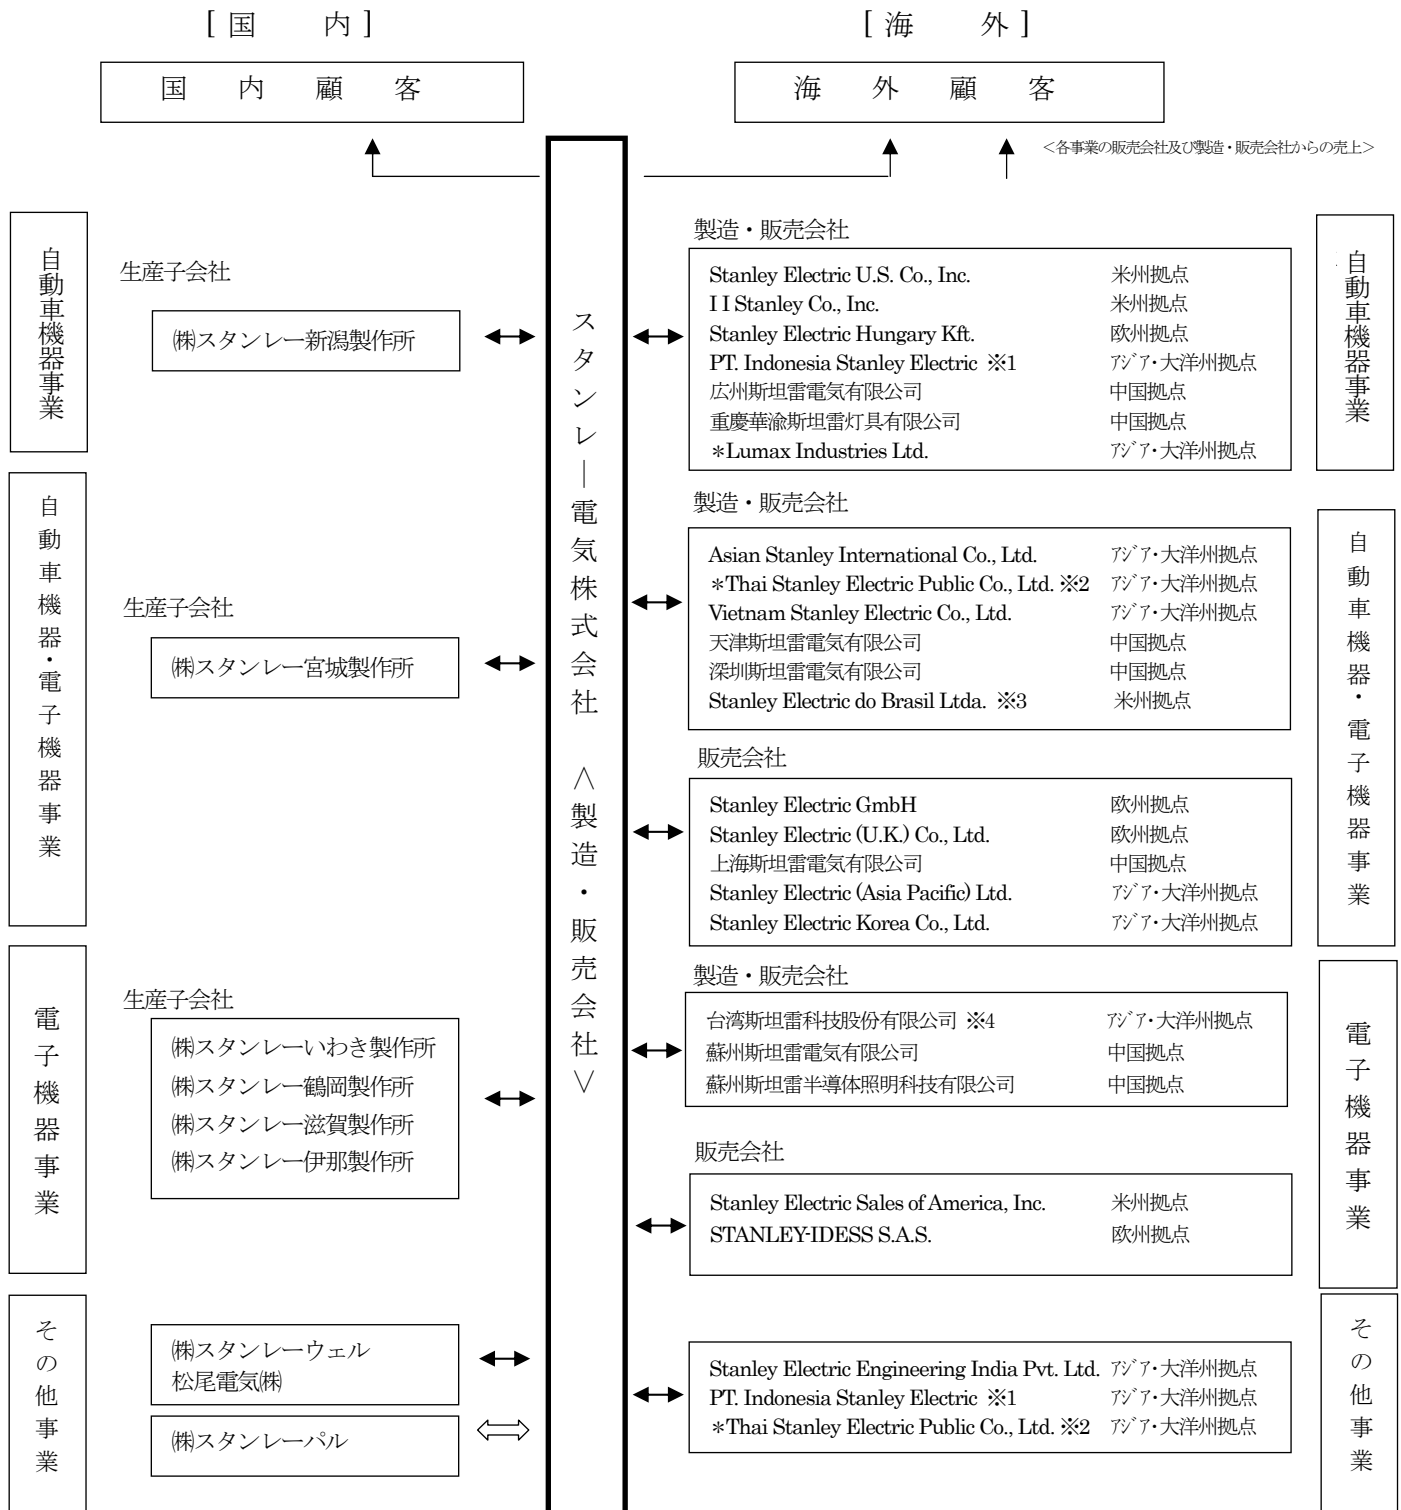 [国　　内]
国　内　顧　客
[海　　外]
海　外　顧　客
＜各事業の販売会社及び製造・販売会社からの売上＞
自動車機器事業
生産子会社
㈱スタンレー新潟製作所
自動車機器・電子機器事業
生産子会社
㈱スタンレー宮城製作所
電子機器事業
生産子会社
㈱スタンレーいわき製作所
㈱スタンレー鶴岡製作所
㈱スタンレー滋賀製作所
㈱スタンレー伊那製作所
その他事業
㈱スタンレーウェル
松尾電気㈱
㈱スタンレーパル
スタンレー電気株式会社　＜製造・販売会社＞
製造・販売会社
Stanley Electric U.S. Co., Inc.　米州拠点
I I Stanley Co., Inc.　米州拠点
Stanley Electric Hungary Kft.　欧州拠点
PT. Indonesia Stanley Electric ※1　ｱｼﾞｱ・大洋州拠点
広州斯坦雷電気有限公司　中国拠点
重慶華渝斯坦雷灯具有限公司　中国拠点
*Lumax Industries Ltd.　ｱｼﾞｱ・大洋州拠点
自動車機器事業
製造・販売会社
Asian Stanley International Co., Ltd.　ｱｼﾞｱ・大洋州拠点
*Thai Stanley Electric Public Co., Ltd. ※2　ｱｼﾞｱ・大洋州拠点
Vietnam Stanley Electric Co., Ltd.　ｱｼﾞｱ・大洋州拠点
天津斯坦雷電気有限公司　中国拠点
深圳斯坦雷電気有限公司　中国拠点
Stanley Electric do Brasil Ltda. ※3　米州拠点
販売会社
Stanley Electric GmbH　欧州拠点
Stanley Electric (U.K.) Co., Ltd.　欧州拠点
上海斯坦雷電気有限公司　中国拠点
Stanley Electric (Asia Pacific) Ltd.　ｱｼﾞｱ・大洋州拠点
Stanley Electric Korea Co., Ltd.　ｱｼﾞｱ・大洋州拠点
自動車機器・電子機器事業
製造・販売会社
台湾斯坦雷科技股份有限公司 ※4　ｱｼﾞｱ・大洋州拠点
蘇州斯坦雷電気有限公司　中国拠点
蘇州斯坦雷半導体照明科技有限公司　中国拠点
販売会社
Stanley Electric Sales of America, Inc.　米州拠点
STANLEY-IDESS S.A.S.　欧州拠点
電子機器事業
Stanley Electric Engineering India Pvt. Ltd.　ｱｼﾞｱ・大洋州拠点
PT. Indonesia Stanley Electric ※1　ｱｼﾞｱ・大洋州拠点
*Thai Stanley Electric Public Co., Ltd. ※2　ｱｼﾞｱ・大洋州拠点
その他事業